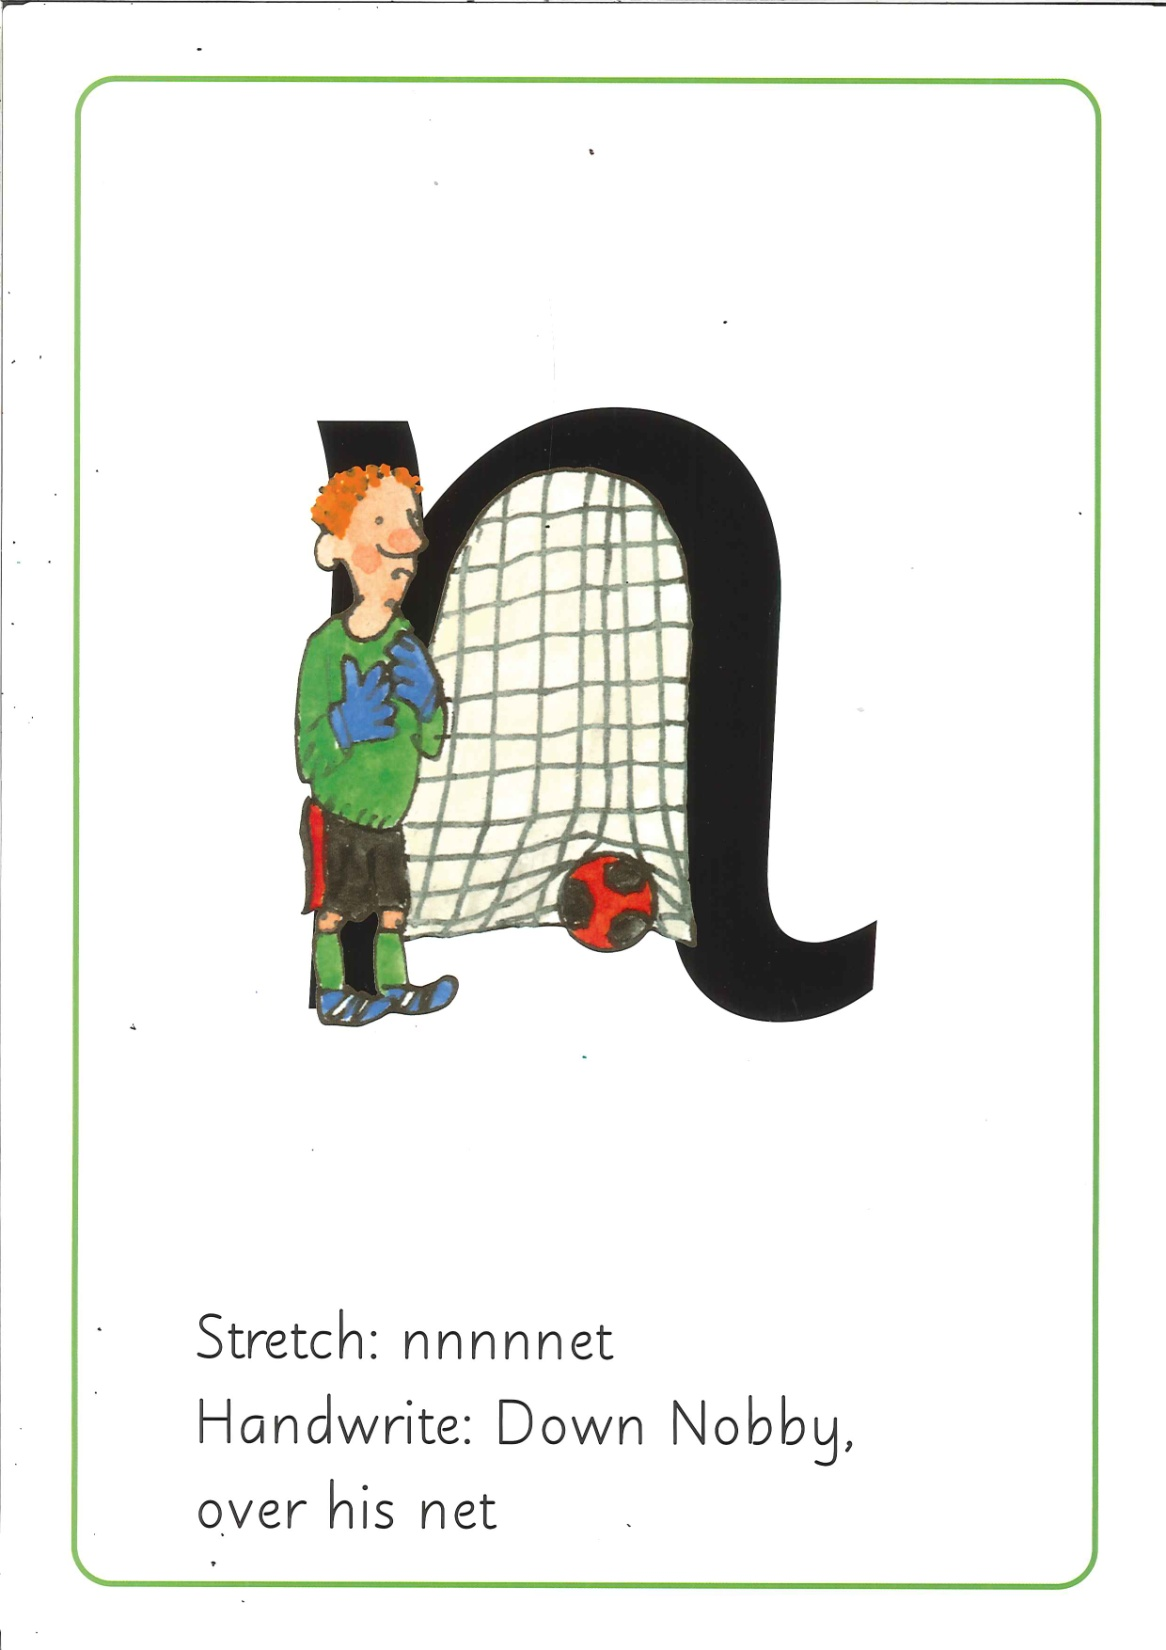 n
Stretch: nnnnnet
Handwrite: Down Nobby,
over his net